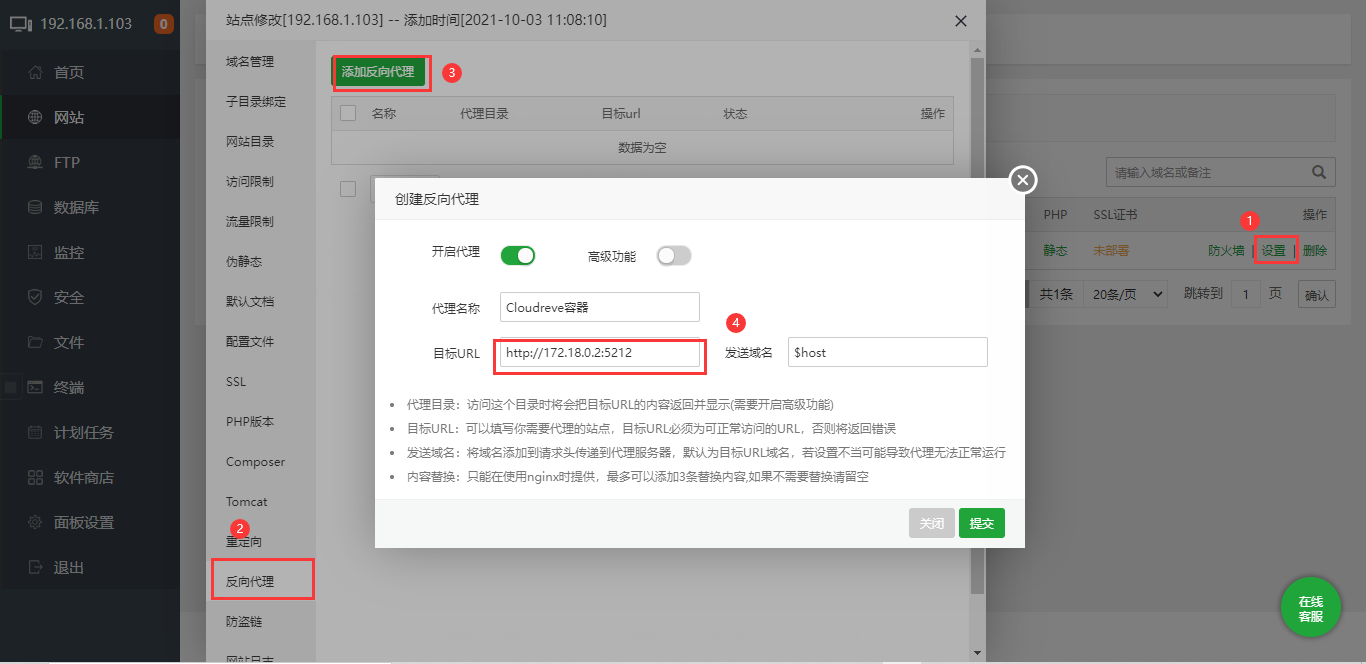 192.168.1.103
0
首页
网站
FTP
数据库
监控
安全
文件
终端
计划任务
软件商店
面板设置
退出
站点修改[192.168.1.103] -- 添加时间[2021-10-03 11:08:10]
域名管理
子目录绑定
网站目录
访问限制
流量限制
伪静态
默认文档
配置文件
SSL
PHP版本
Composer
Tomcat
2
重定向
反向代理
防盗链
网站日志
添加反向代理
3
名称 代理目录 目标url 状态 操作
数据为空
创建反向代理
开启代理 高级功能
代理名称 Cloudreve容器
4
目标URL http://172.18.0.2:5212 发送域名 $host
• 代理目录：访问这个目录时将会把目标URL的内容返回并显示(需要开启高级功能)
• 目标URL：可以填写你需要代理的站点，目标URL必须为可正常访问的URL，否则将返回错误
• 发送域名：将域名添加到请求头传递到代理服务器，默认为目标URL域名，若设置不当可能导致代理无法正常运行
• 内容替换：只能在使用nginx时提供，最多可以添加3条替换内容,如果不需要替换请留空
关闭 提交
请输入域名或备注
PHP SSL证书 操作
1
静态 未部署 防火墙 | 设置 | 删除
共1条 20条/页 跳转到 1 页 确认
在线
客服